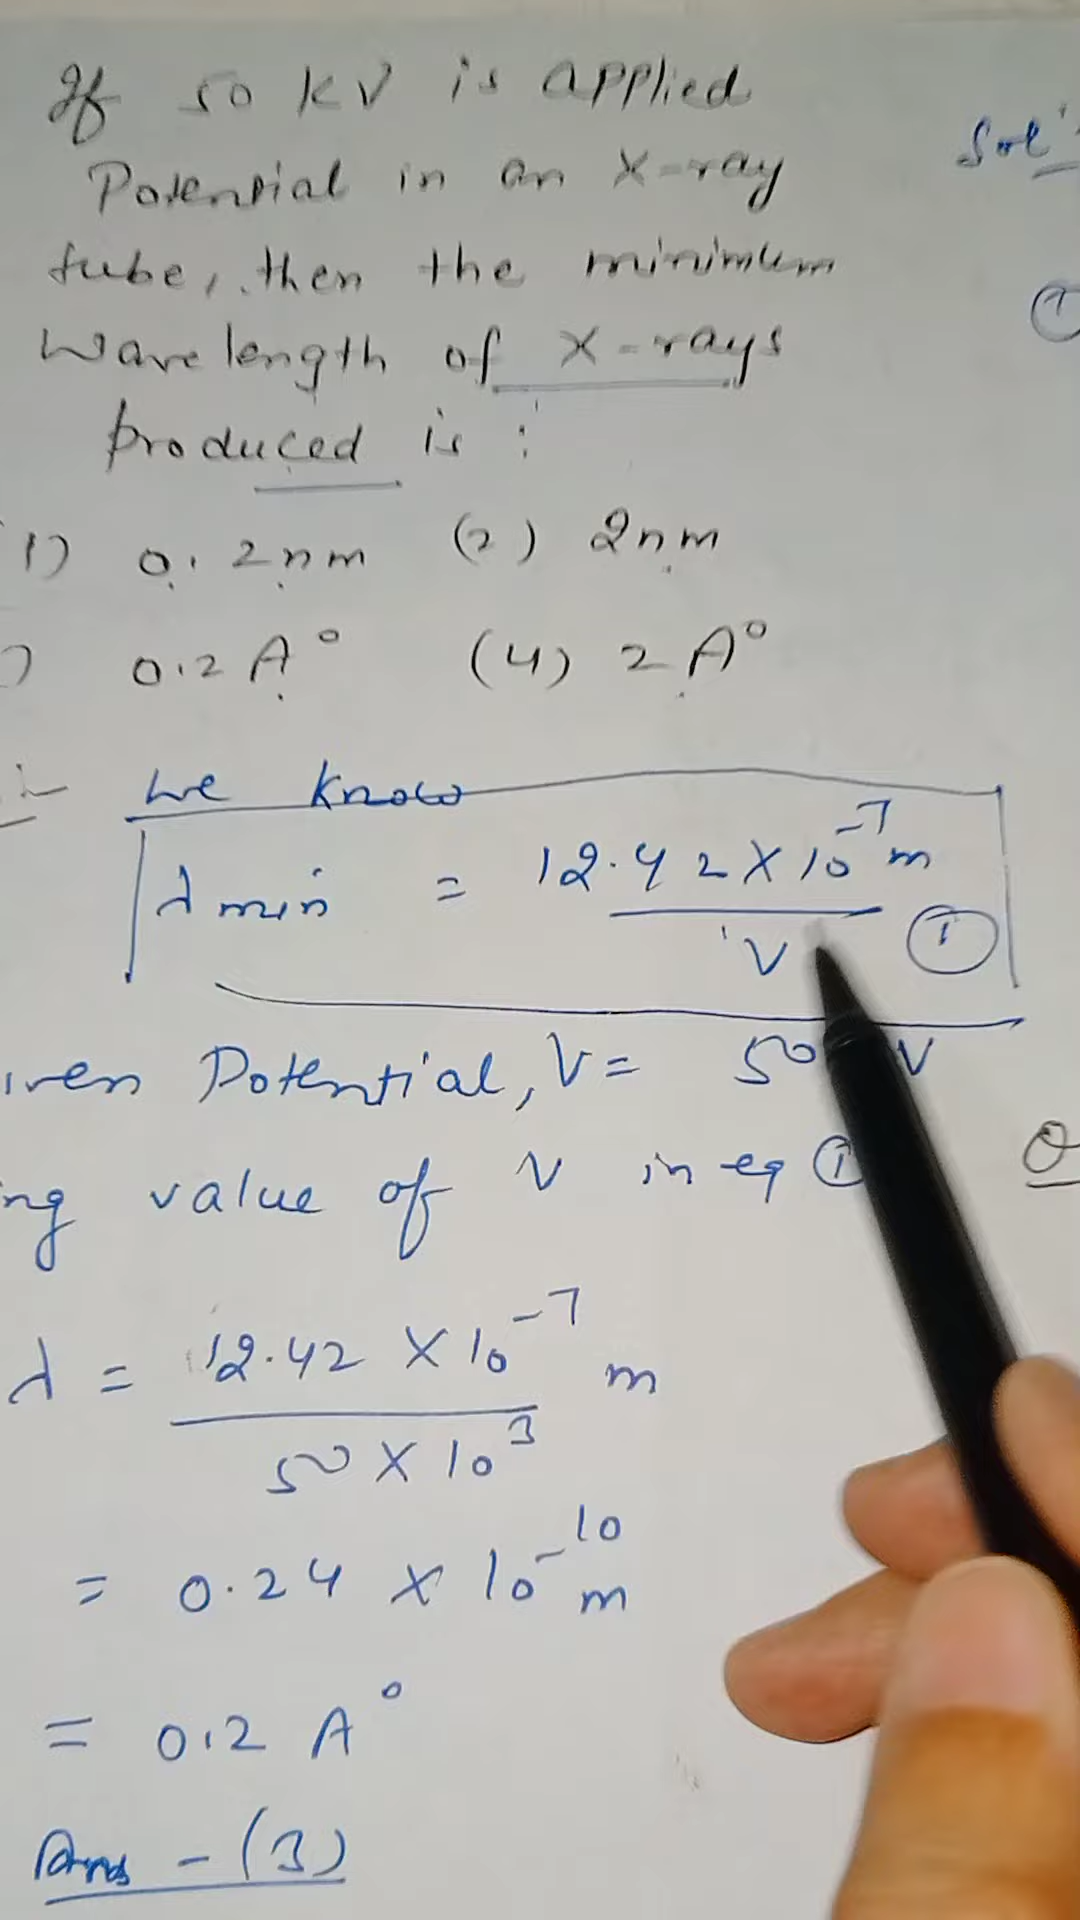 If 50 KV is applied
Potential in an X-ray
tube, then the minimum
wavelength of X-rays
produced is :
1) 0.2nm (2) 2nm
) 0.2 A° (4) 2 A°
Sol
①
we know
λ min = 12.42 X 10^-7 m / V ①
Potential, V = 50 V
value of V in eq ①
λ = 12.42 X 10^-7 / 50 X 10^3 m
= 0.24 x 10^-10 m
= 0.2 A°
Ans - (3)